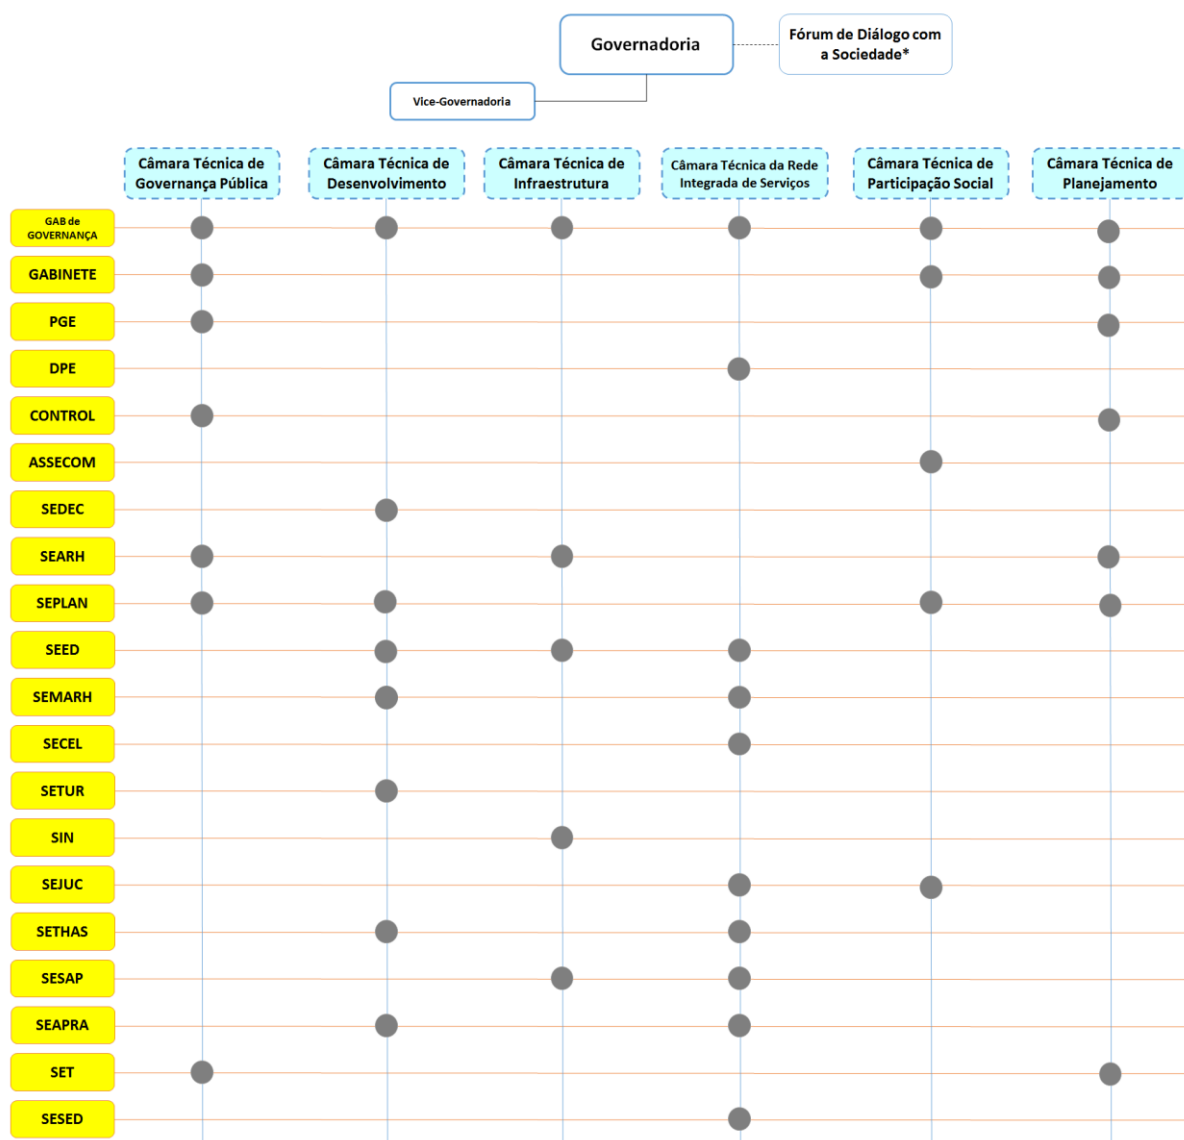 Governadoria
Fórum de Diálogo com
a Sociedade*
Vice-Governadoria
Câmara Técnica de
Governança Pública
Câmara Técnica de
Desenvolvimento
Câmara Técnica de
Infraestrutura
Câmara Técnica da Rede
Integrada de Serviços
Câmara Técnica de
Participação Social
Câmara Técnica de
Planejamento
GAB de
GOVERNANÇA
GABINETE
PGE
DPE
CONTROL
ASSECOM
SEDEC
SEARH
SEPLAN
SEED
SEMARH
SECEL
SETUR
SIN
SEJUC
SETHAS
SESAP
SEAPRA
SET
SESED